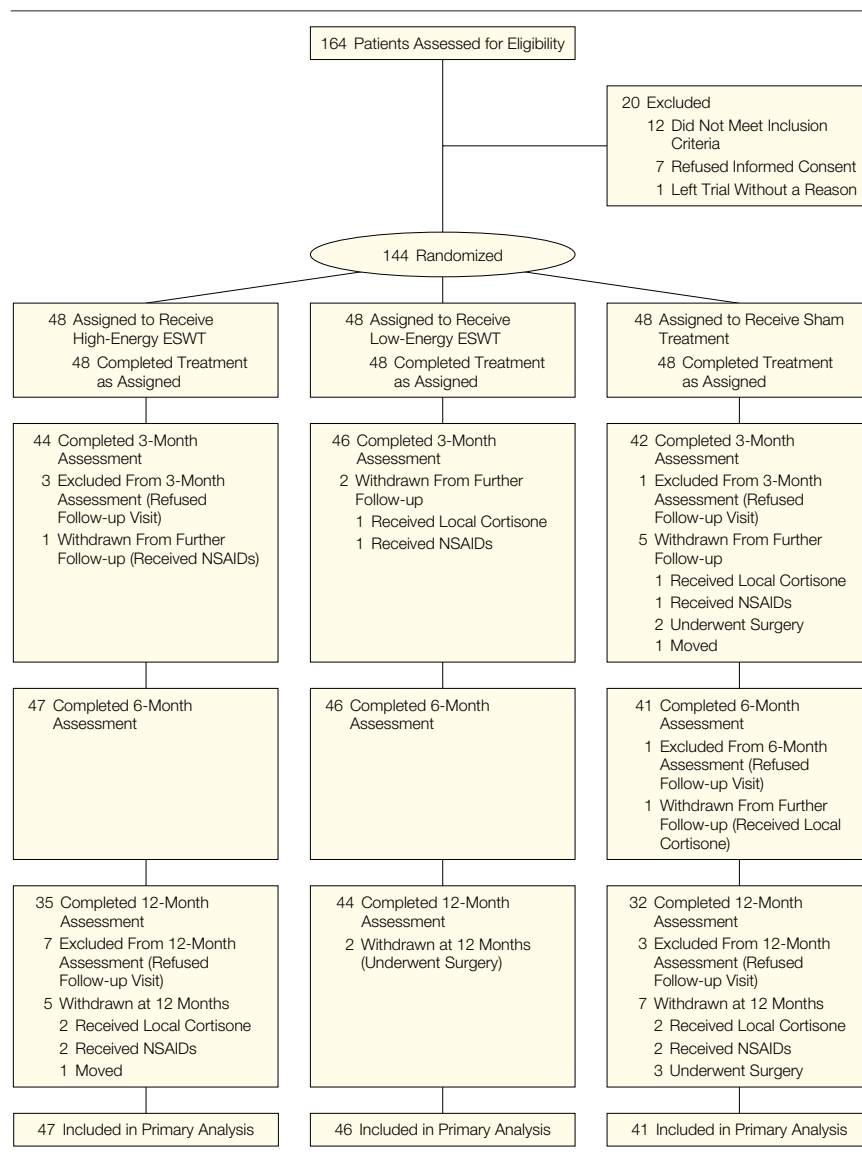 164 Patients Assessed for Eligibility
20 Excluded
12 Did Not Meet Inclusion
Criteria
7 Refused Informed Consent
1 Left Trial Without a Reason
144 Randomized
48 Assigned to Receive
High-Energy ESWT
48 Completed Treatment
as Assigned
48 Assigned to Receive
Low-Energy ESWT
48 Completed Treatment
as Assigned
48 Assigned to Receive Sham
Treatment
48 Completed Treatment
as Assigned
44 Completed 3-Month
Assessment
3 Excluded From 3-Month
Assessment (Refused
Follow-up Visit)
1 Withdrawn From Further
Follow-up (Received NSAIDs)
46 Completed 3-Month
Assessment
2 Withdrawn From Further
Follow-up
1 Received Local Cortisone
1 Received NSAIDs
42 Completed 3-Month
Assessment
1 Excluded From 3-Month
Assessment (Refused
Follow-up Visit)
5 Withdrawn From Further
Follow-up
1 Received Local Cortisone
1 Received NSAIDs
2 Underwent Surgery
1 Moved
47 Completed 6-Month
Assessment
46 Completed 6-Month
Assessment
41 Completed 6-Month
Assessment
1 Excluded From 6-Month
Assessment (Refused
Follow-up Visit)
1 Withdrawn From Further
Follow-up (Received Local
Cortisone)
35 Completed 12-Month
Assessment
7 Excluded From 12-Month
Assessment (Refused
Follow-up Visit)
5 Withdrawn at 12 Months
2 Received Local Cortisone
2 Received NSAIDs
1 Moved
44 Completed 12-Month
Assessment
2 Withdrawn at 12 Months
(Underwent Surgery)
32 Completed 12-Month
Assessment
3 Excluded From 12-Month
Assessment (Refused
Follow-up Visit)
7 Withdrawn at 12 Months
2 Received Local Cortisone
2 Received NSAIDs
3 Underwent Surgery
47 Included in Primary Analysis
46 Included in Primary Analysis
41 Included in Primary Analysis